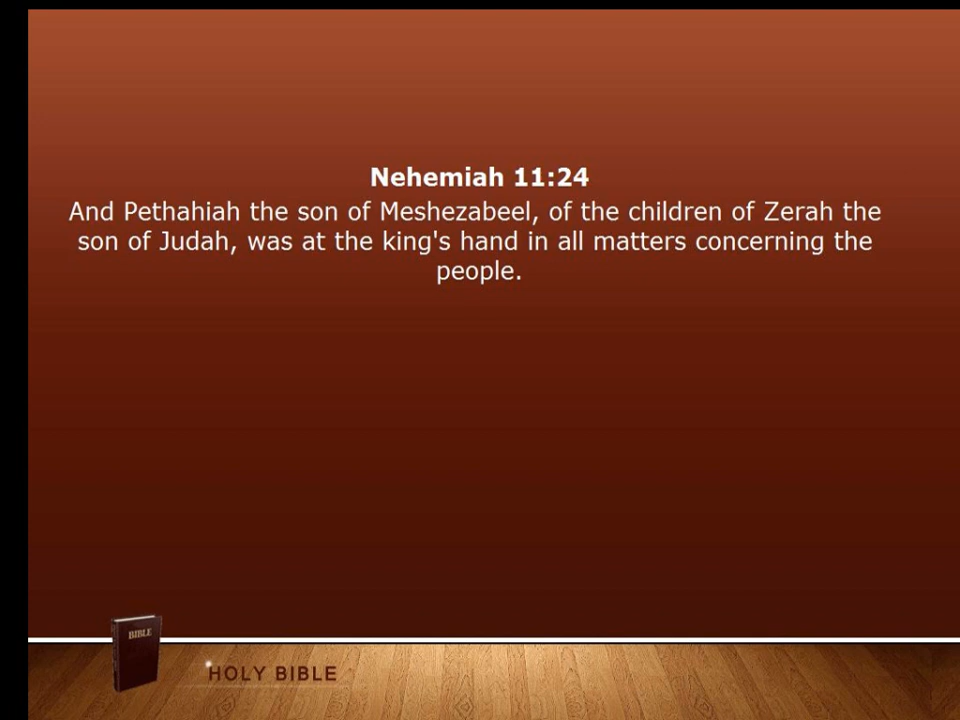 Nehemiah 11:24
And Pethahiah the son of Meshezabeel, of the children of Zerah the
son of Judah, was at the king's hand in all matters concerning the
people.
BIBLE
HOLY BIBLE